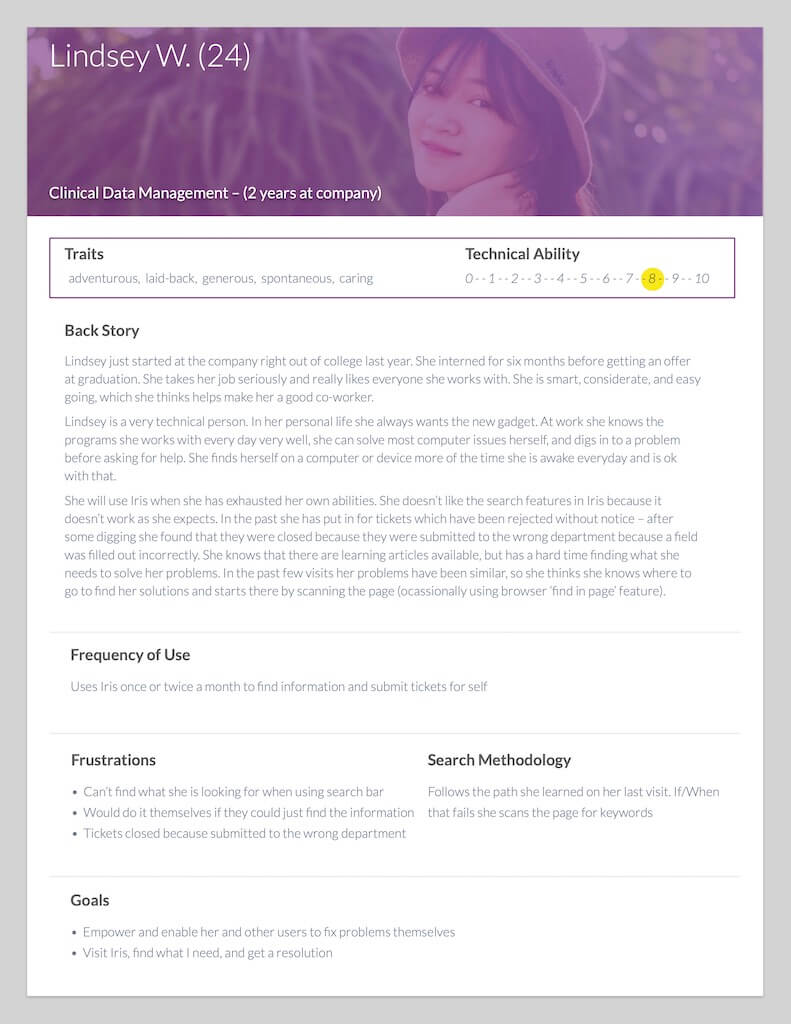 Lindsey W. (24)
Clinical Data Management – (2 years at company)
Traits
adventurous, laid-back, generous, spontaneous, caring
Technical Ability
0 - - 1 - - 2 - - 3 - - 4 - - 5 - - 6 - - 7 - - 8 - - 9 - - 10
Back Story
Lindsey just started at the company right out of college last year. She interned for six months before getting an offer
at graduation. She takes her job seriously and really likes everyone she works with. She is smart, considerate, and easy
going, which she thinks helps make her a good co-worker.
Lindsey is a very technical person. In her personal life she always wants the new gadget. At work she knows the
programs she works with every day very well, she can solve most computer issues herself, and digs in to a problem
before asking for help. She finds herself on a computer or device more of the time she is awake everyday and is ok
with that.
She will use Iris when she has exhausted her own abilities. She doesn’t like the search features in Iris because it
doesn’t work as she expects. In the past she has put in for tickets which have been rejected without notice – after
some digging she found that they were closed because they were submitted to the wrong department because a field
was filled out incorrectly. She knows that there are learning articles available, but has a hard time finding what she
needs to solve her problems. In the past few visits her problems have been similar, so she thinks she knows where to
go to find her solutions and starts there by scanning the page (ocassionally using browser ‘find in page’ feature).
Frequency of Use
Uses Iris once or twice a month to find information and submit tickets for self
Frustrations
• Can’t find what she is looking for when using search bar
• Would do it themselves if they could just find the information
• Tickets closed because submitted to the wrong department
Search Methodology
Follows the path she learned on her last visit. If/When
that fails she scans the page for keywords
Goals
• Empower and enable her and other users to fix problems themselves
• Visit Iris, find what I need, and get a resolution